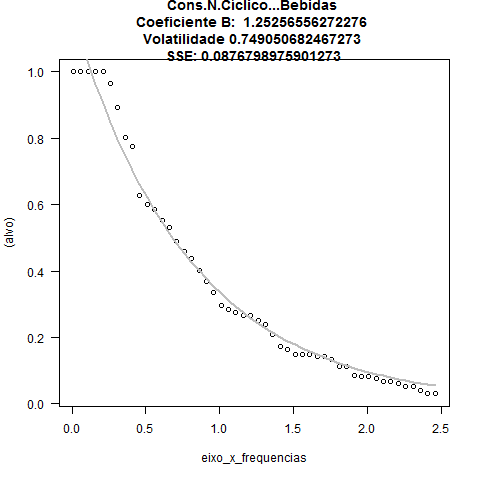 Cons.N.Ciclico...Bebidas
Coeficiente B:  1.25256556272276
Volatilidade 0.749050682467273
SSE: 0.0876798975901273
1.0
0.8
0.6
0.4
0.2
0.0
(alvo)
0.0 0.5 1.0 1.5 2.0 2.5
eixo_x_frequencias